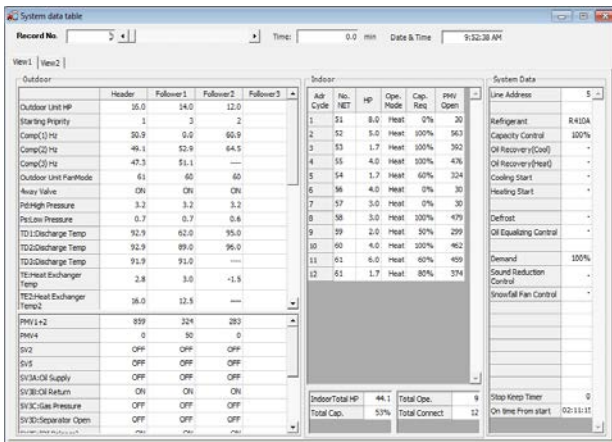 System data table
Record No. 5 Time: 0.0 min Date & Time 9:52:38 AM
View1 View2
Outdoor
Header Follower1 Follower2 Follower3
Outdoor Unit HP 16.0 14.0 12.0
Starting Priprity 1 3 2
Comp(1) Hz 50.9 0.0 60.9
Comp(2) Hz 49.1 52.9 64.5
Comp(3) Hz 47.3 51.1 ----
Outdoor Unit FanMode 61 60 60
4way Valve ON ON ON
Pd:High Pressure 3.2 3.2 3.2
Ps:Low Pressure 0.7 0.7 0.6
TD1:Discharge Temp 92.9 62.0 95.0
TD2:Discharge Temp 92.9 89.0 96.0
TD3:Discharge Temp 91.9 91.0 ----
TE:Heat Exchanger Temp 2.8 3.0 -1.5
TE2:Heat Exchanger Temp2 16.0 12.5 ----
PMV1+2 859 324 283
PMV4 0 50 0
SV2 OFF OFF OFF
SV5 OFF OFF OFF
SV3A:Oil Supply OFF OFF OFF
SV3B:Oil Return ON ON ON
SV3C:Gas Pressure OFF OFF OFF
SV3D:Separator Open OFF OFF OFF
Indoor
Adr Cycle No. NET HP Ope. Mode Cap. Req PMV Open
1 51 8.0 Heat 0% 30
2 52 5.0 Heat 100% 563
3 53 1.7 Heat 100% 392
4 55 4.0 Heat 100% 476
5 54 1.7 Heat 60% 324
6 56 4.0 Heat 0% 30
7 57 3.0 Heat 0% 30
8 58 3.0 Heat 100% 479
9 59 2.0 Heat 50% 299
10 60 4.0 Heat 100% 462
11 61 6.0 Heat 60% 459
12 61 1.7 Heat 80% 374
IndoorTotal HP 44.1 Total Ope. 9
Total Cap. 53% Total Connect 12
System Data
Line Address 5
Refrigerant R410A
Capacity Control 100%
Oil Recovery(Cool) -
Oil Recovery(Heat) -
Cooling Start -
Heating Start -
Defrost -
Oil Equalizing Control -
Demand 100%
Sound Reduction Control -
Snowfall Fan Control -
Stop Keep Timer 0
On time From start 02:11:15